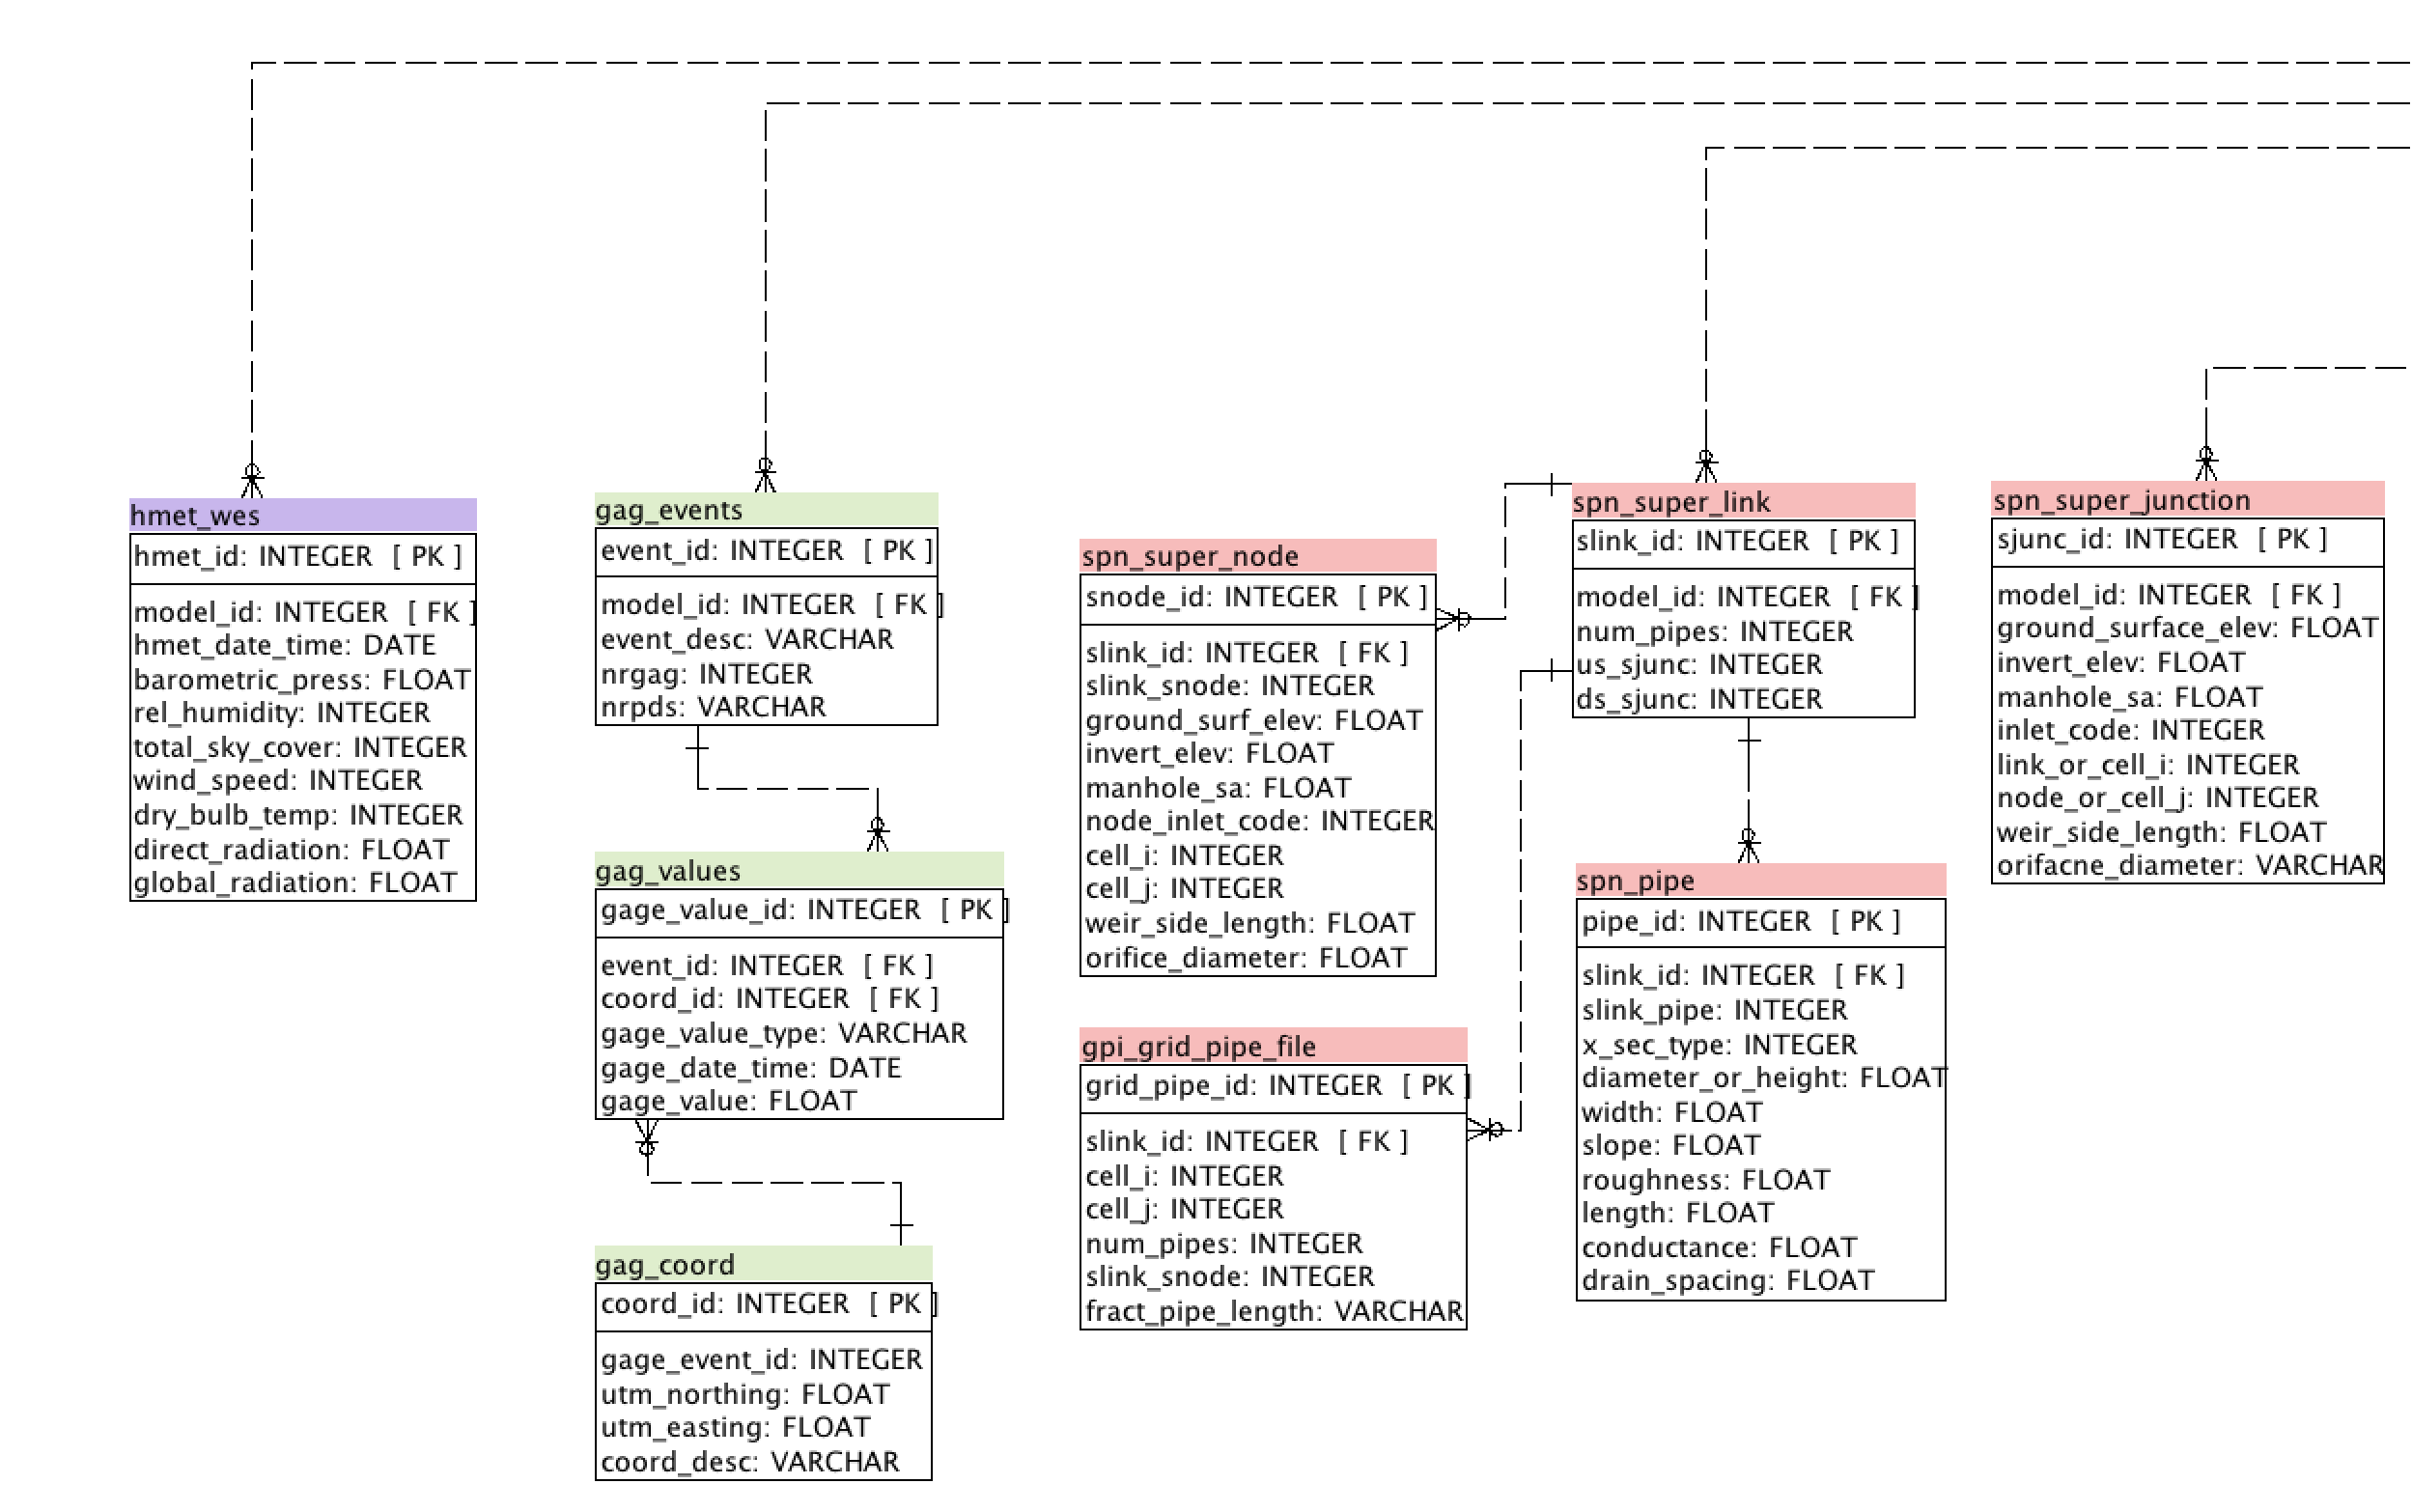 hmet_wes
hmet_id: INTEGER [ PK ]
model_id: INTEGER [ FK ]
hmet_date_time: DATE
barometric_press: FLOAT
rel_humidity: INTEGER
total_sky_cover: INTEGER
wind_speed: INTEGER
dry_bulb_temp: INTEGER
direct_radiation: FLOAT
global_radiation: FLOAT
gag_events
event_id: INTEGER [ PK ]
model_id: INTEGER [ FK ]
event_desc: VARCHAR
nrgag: INTEGER
nrpds: VARCHAR
gag_values
gage_value_id: INTEGER [ PK ]
event_id: INTEGER [ FK ]
coord_id: INTEGER [ FK ]
gage_value_type: VARCHAR
gage_date_time: DATE
gage_value: FLOAT
gag_coord
coord_id: INTEGER [ PK ]
gage_event_id: INTEGER
utm_northing: FLOAT
utm_easting: FLOAT
coord_desc: VARCHAR
spn_super_node
snode_id: INTEGER [ PK ]
slink_id: INTEGER [ FK ]
slink_snode: INTEGER
ground_surf_elev: FLOAT
invert_elev: FLOAT
manhole_sa: FLOAT
node_inlet_code: INTEGER
cell_i: INTEGER
cell_j: INTEGER
weir_side_length: FLOAT
orifice_diameter: FLOAT
gpi_grid_pipe_file
grid_pipe_id: INTEGER [ PK ]
slink_id: INTEGER [ FK ]
cell_i: INTEGER
cell_j: INTEGER
num_pipes: INTEGER
slink_snode: INTEGER
fract_pipe_length: VARCHAR
spn_super_link
slink_id: INTEGER [ PK ]
model_id: INTEGER [ FK ]
num_pipes: INTEGER
us_sjunc: INTEGER
ds_sjunc: INTEGER
spn_pipe
pipe_id: INTEGER [ PK ]
slink_id: INTEGER [ FK ]
slink_pipe: INTEGER
x_sec_type: INTEGER
diameter_or_height: FLOAT
width: FLOAT
slope: FLOAT
roughness: FLOAT
length: FLOAT
conductance: FLOAT
drain_spacing: FLOAT
spn_super_junction
sjunc_id: INTEGER [ PK ]
model_id: INTEGER [ FK ]
ground_surface_elev: FLOAT
invert_elev: FLOAT
manhole_sa: FLOAT
inlet_code: INTEGER
link_or_cell_i: INTEGER
node_or_cell_j: INTEGER
weir_side_length: FLOAT
orifacne_diameter: VARCHAR